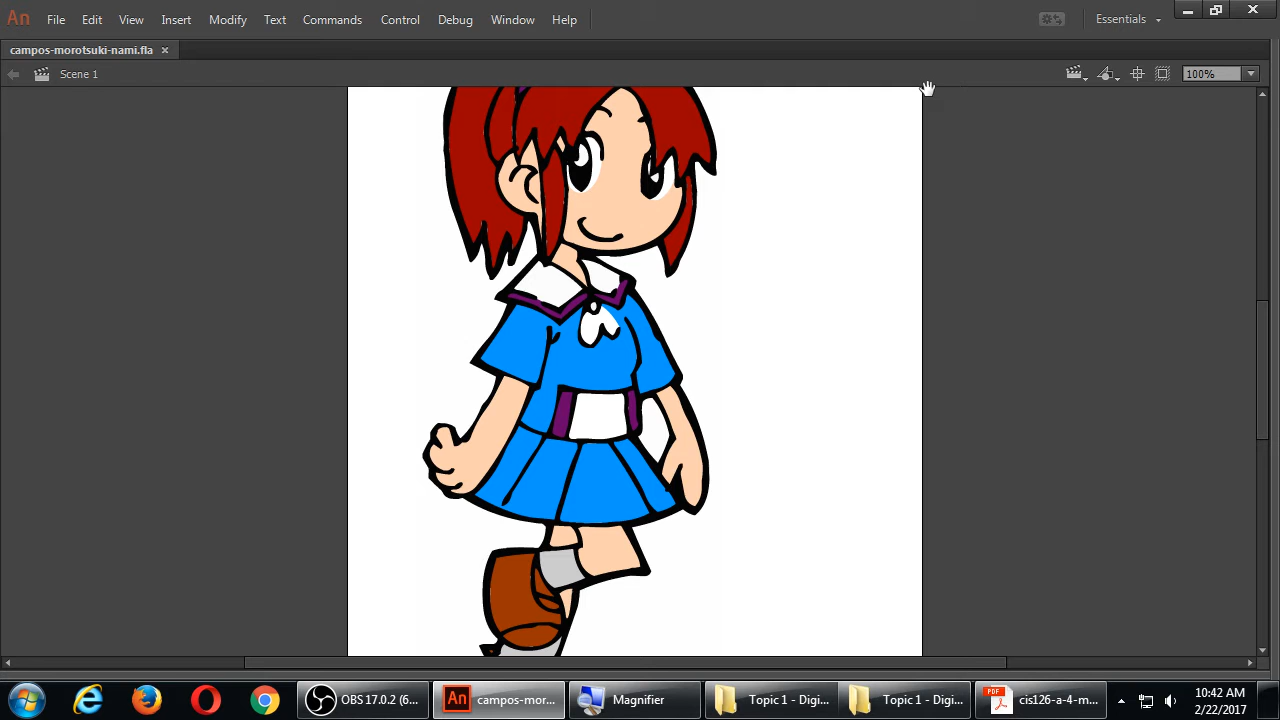 An File Edit View Insert Modify Text Commands Control Debug Window Help Essentials
campos-morotsuki-nami.fla ×
Scene 1 100%
OBS 17.0.2 (6... An campos-mor... Magnifier Topic 1 - Digi... Topic 1 - Digi... PDF cis126-a-4-m...
10:42 AM
2/22/2017